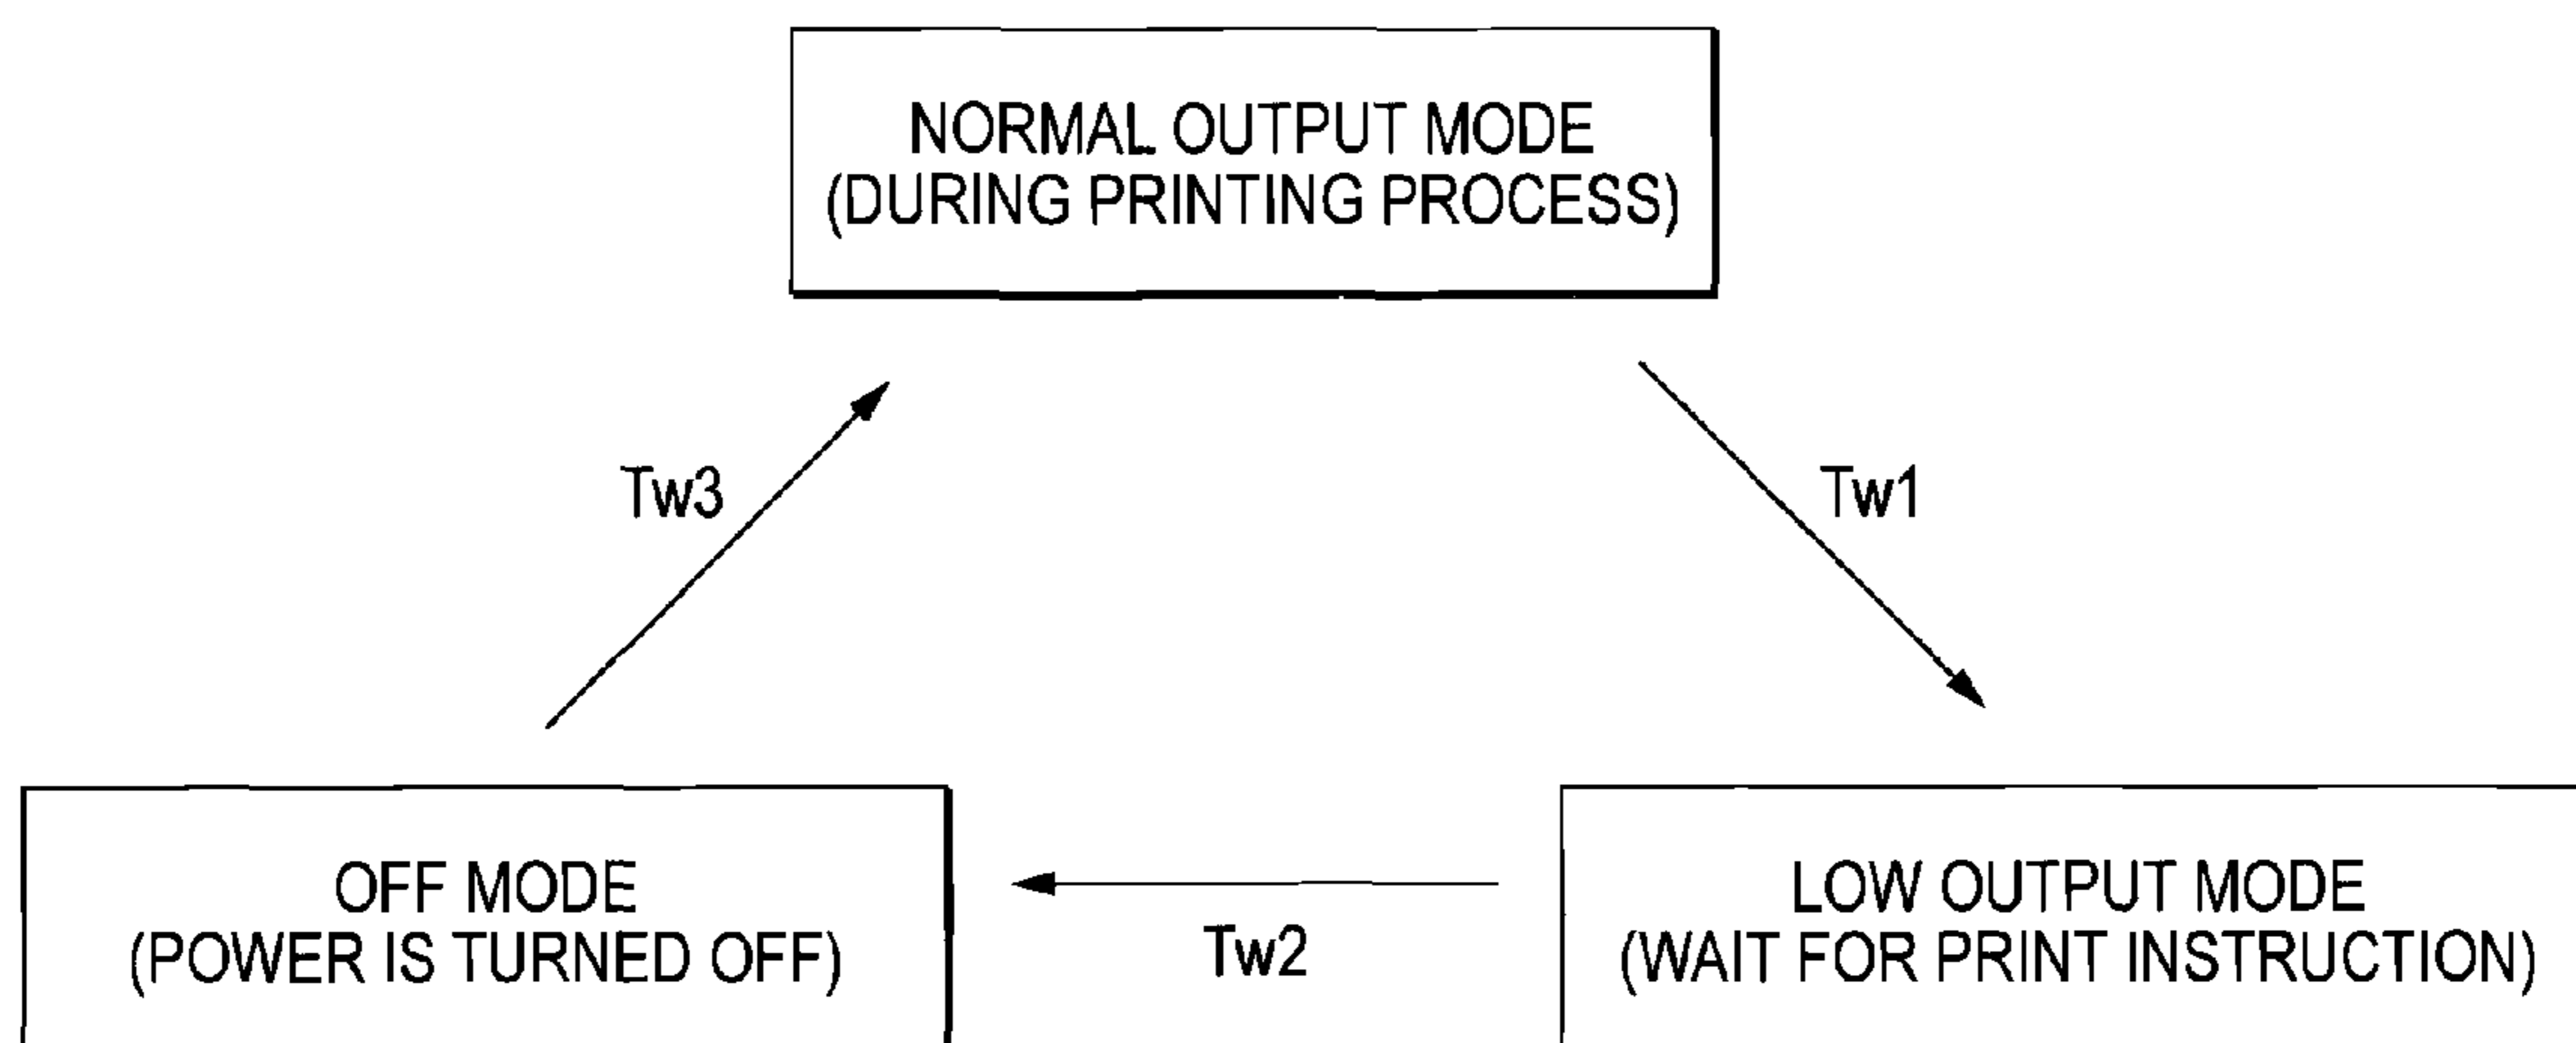 NORMAL OUTPUT MODE
(DURING PRINTING PROCESS)
Tw3
Tw1
OFF MODE
(POWER IS TURNED OFF)
Tw2
LOW OUTPUT MODE
(WAIT FOR PRINT INSTRUCTION)